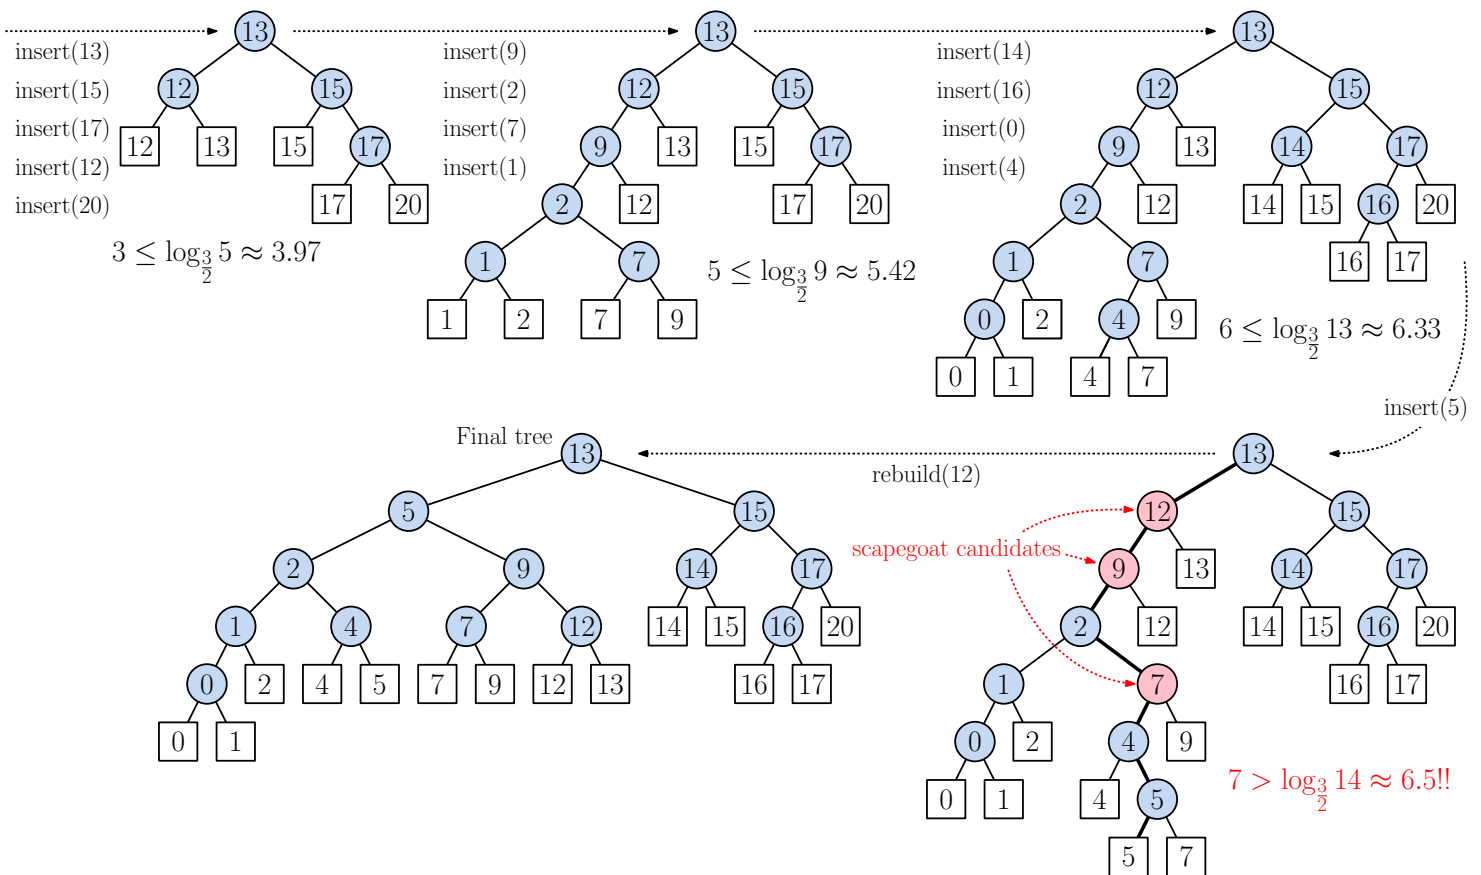 13 13 13
insert(13) insert(9) insert(14)
12 15 12 15 12 15
insert(15) insert(2) insert(16)
12 13 15 17 9 13 15 17 9 13 14 17
insert(17) insert(7) insert(0)
insert(12) insert(1) insert(4)
17 20 2 12 17 20 2 12 14 15 16 20
insert(20)
3 ≤ log_{3/2} 5 ≈ 3.97
1 7 1 7 16 17
5 ≤ log_{3/2} 9 ≈ 5.42
1 2 7 9 0 2 4 9
6 ≤ log_{3/2} 13 ≈ 6.33
0 1 4 7
insert(5)
Final tree
13 13
rebuild(12)
5 15 12 15
scapegoat candidates
2 9 14 17 9 13 14 17
1 4 7 12 14 15 16 20 2 12 14 15 16 20
0 2 4 5 7 9 12 13 16 17 1 7 16 17
0 1 0 2 4 9
7 > log_{3/2} 14 ≈ 6.5!!
0 1 4 5
5 7